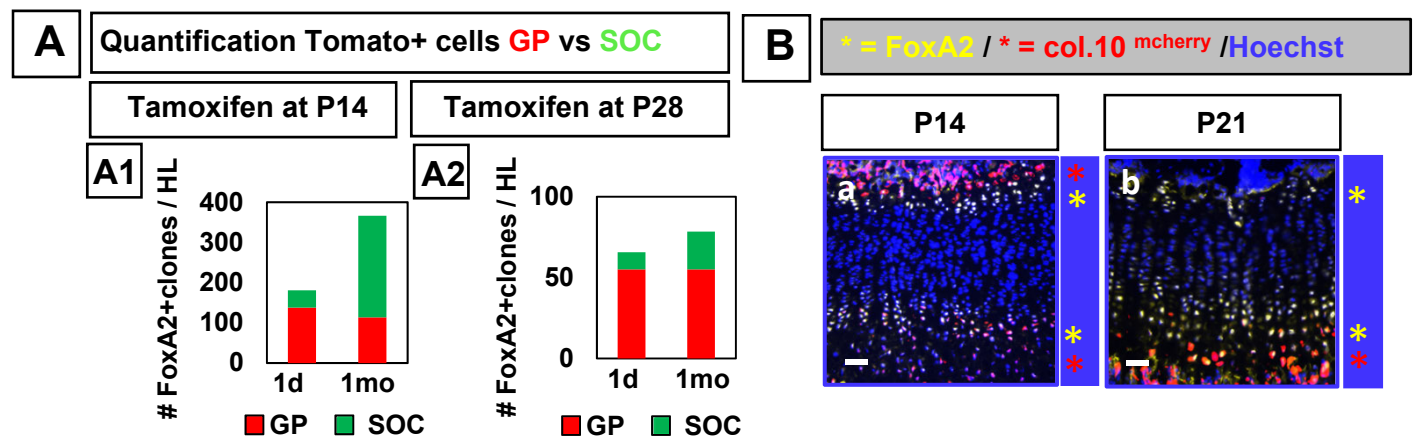 A
Quantification Tomato+ cells GP vs SOC
Tamoxifen at P14
Tamoxifen at P28
A1
# FoxA2+clones / HL
400
300
200
100
0
1d 1mo
GP SOC
A2
# FoxA2+clones / HL
100
50
0
1d 1mo
GP SOC
B
* = FoxA2 / * = col.10 mcherry /Hoechst
P14
P21
a
*
*
*
*
b
*
*
*